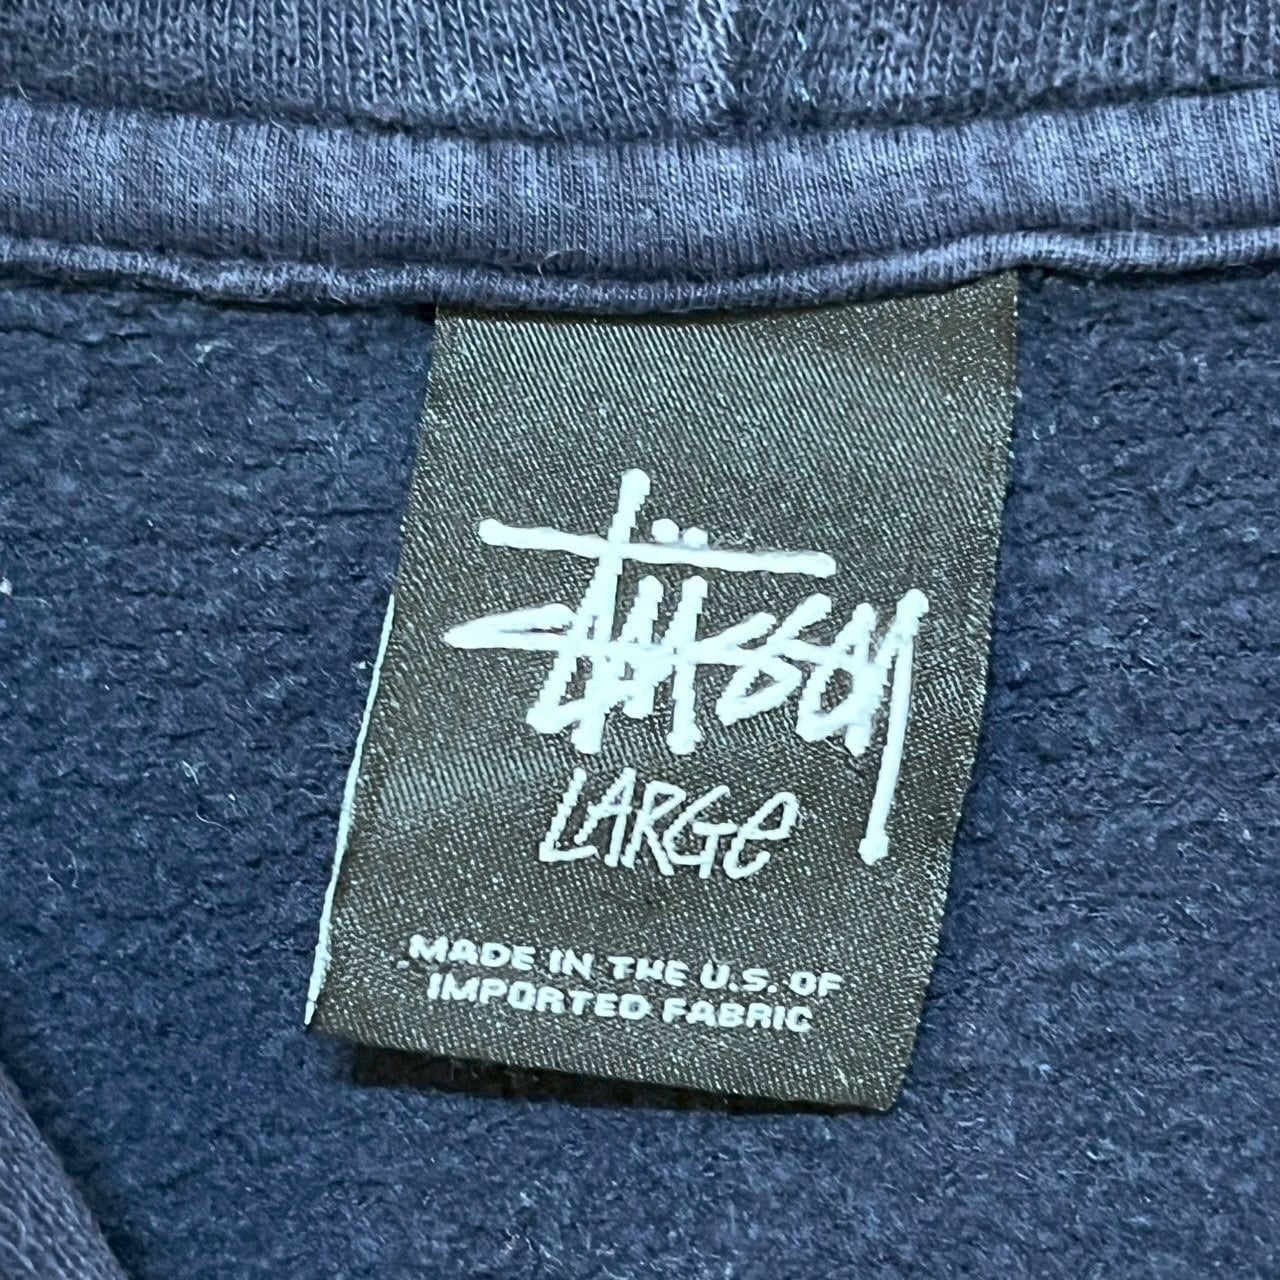 Stüssy
LARGe
MADE IN THE U.S. OF
IMPORTED FABRIC